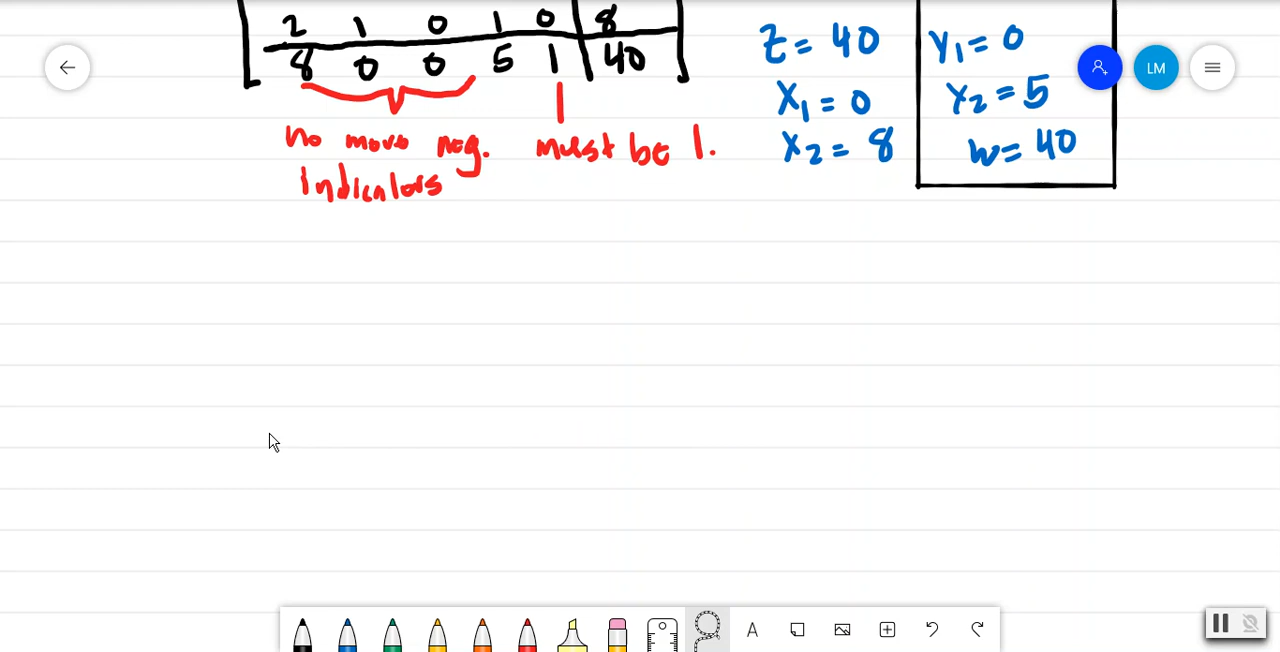 2 1 0 1 0 8
8 0 0 5 1 40
no more neg. must be 1.
indicators
Z = 40
X₁ = 0
X₂ = 8
Y₁ = 0
Y₂ = 5
W = 40
LM
A